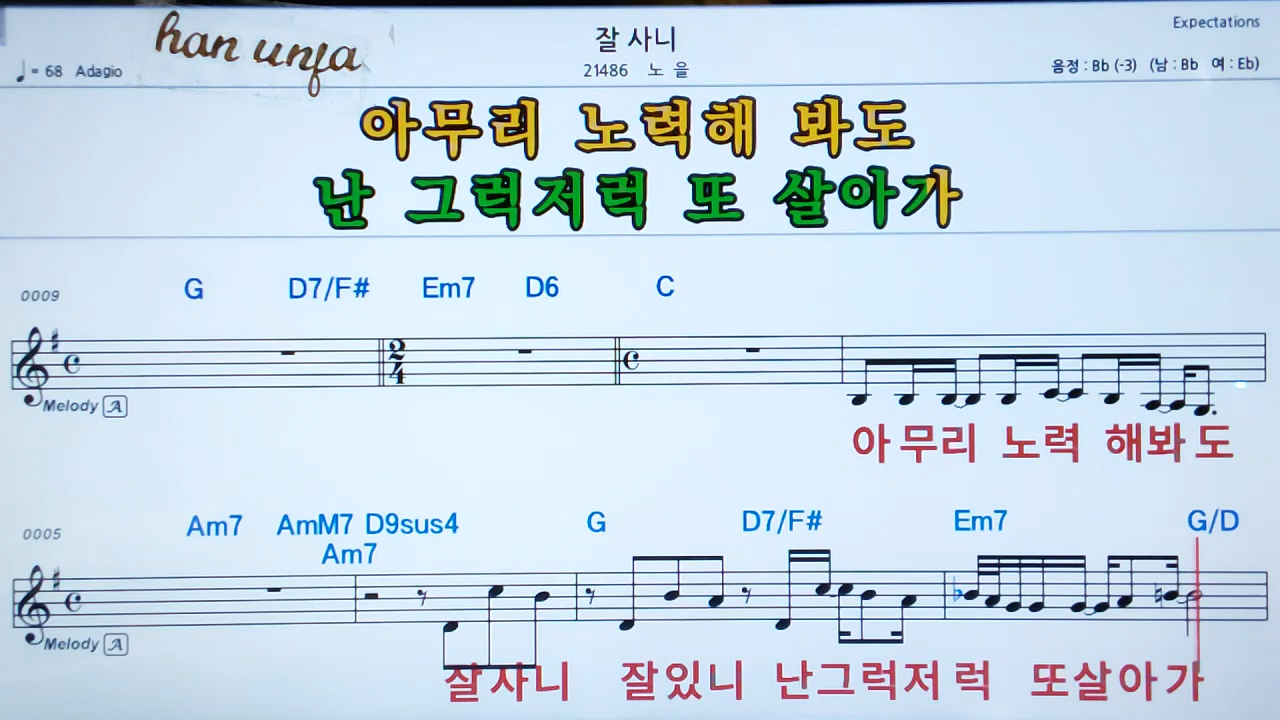 han unja
Expectations
잘 사니
♩= 68 Adagio
21486 노 을
음정 : Bb (-3) (남 : Bb 여 : Eb)
아무리 노력해 봐도
난 그럭저럭 또 살아가
0009
G D7/F# Em7 D6 C
2
4
Melody A
아무리 노력 해봐도
0005
Am7 AmM7 D9sus4 G D7/F# Em7 G/D
Am7
Melody A
잘사니 잘있니 난그럭저럭 또살아가